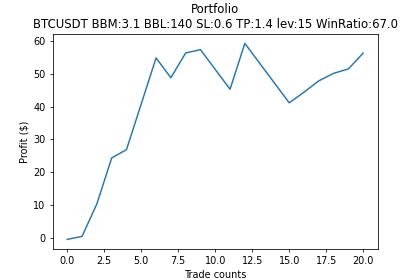 Portfolio
BTCUSDT BBM:3.1 BBL:140 SL:0.6 TP:1.4 lev:15 WinRatio:67.0
60
50
40
30
20
10
0
Profit ($)
0.0 2.5 5.0 7.5 10.0 12.5 15.0 17.5 20.0
Trade counts